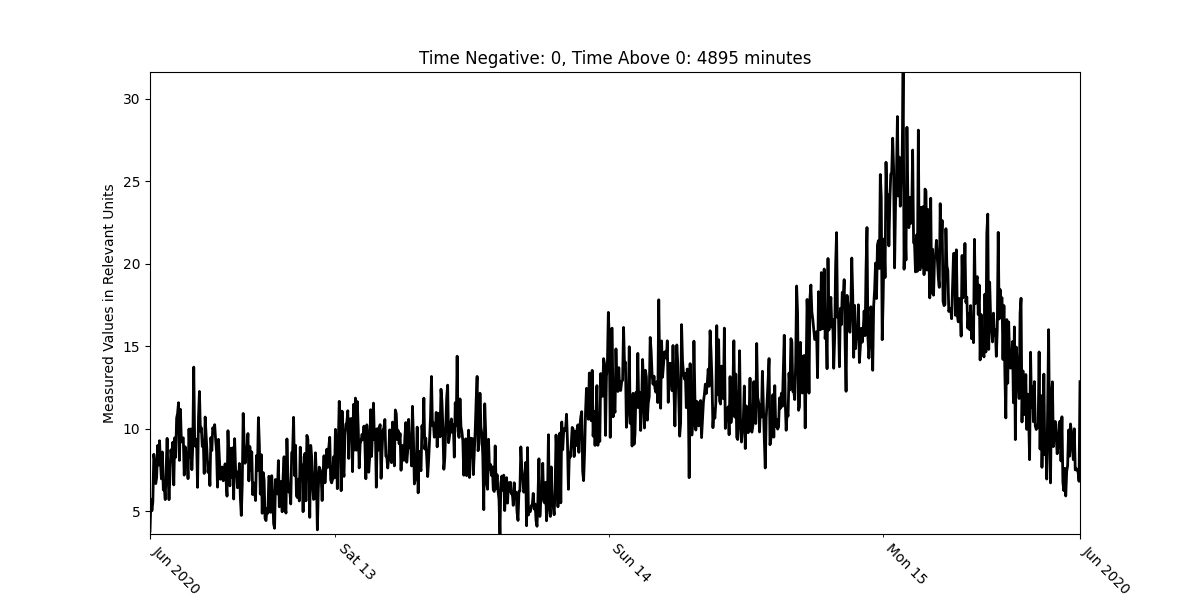 Time Negative: 0, Time Above 0: 4895 minutes
Measured Values in Relevant Units
30
25
20
15
10
5
Jun 2020
Sat 13
Sun 14
Mon 15
Jun 2020